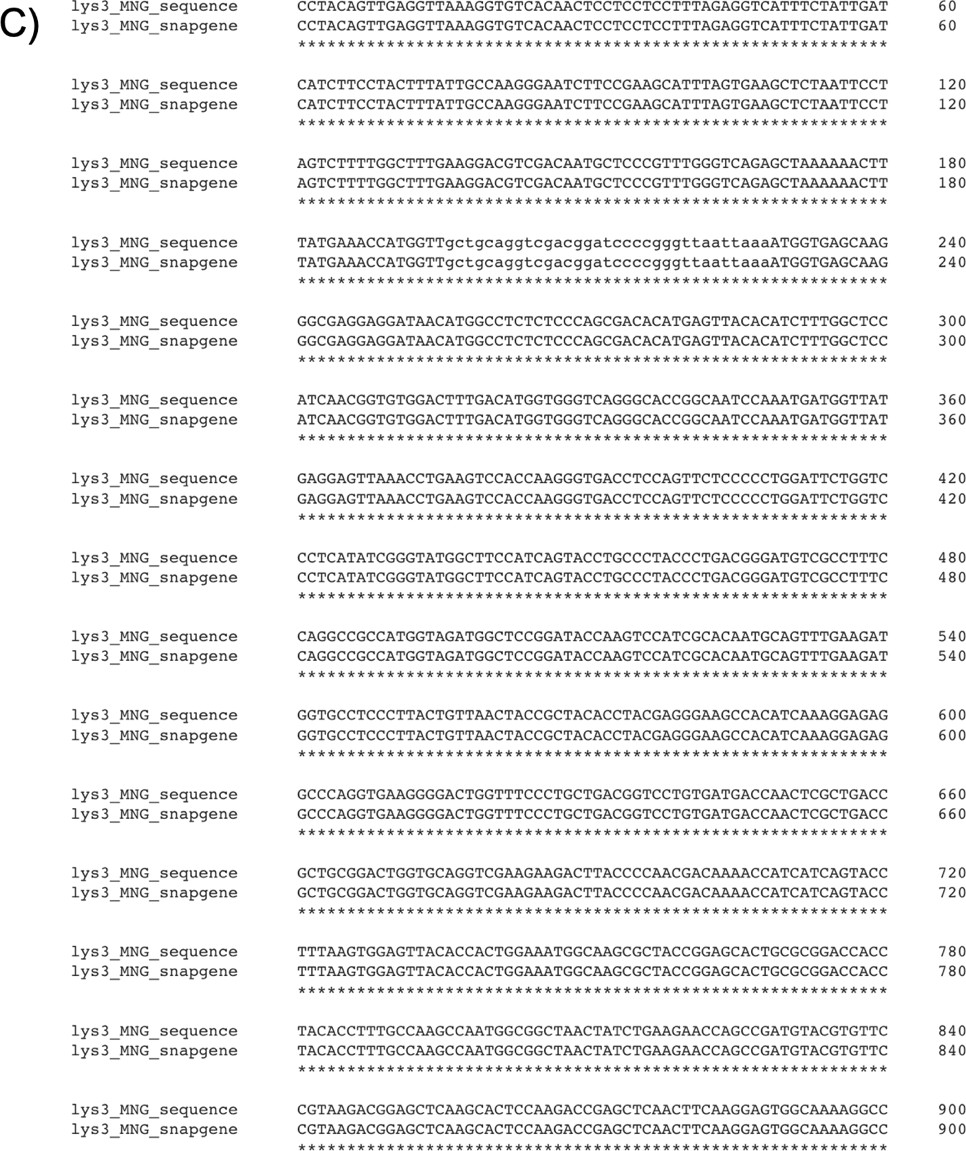 C)
lys3_MNG_sequence CCTACAGTTGAGGTTAAAGGTGTCACAACTCCTCCTCCTTTAGAGGTCATTTCTATTGAT 60
lys3_MNG_snapgene CCTACAGTTGAGGTTAAAGGTGTCACAACTCCTCCTCCTTTAGAGGTCATTTCTATTGAT 60
************************************************************
lys3_MNG_sequence CATCTTCCTACTTTATTGCCAAGGGAATCTTCCGAAGCATTTAGTGAAGCTCTAATTCCT 120
lys3_MNG_snapgene CATCTTCCTACTTTATTGCCAAGGGAATCTTCCGAAGCATTTAGTGAAGCTCTAATTCCT 120
************************************************************
lys3_MNG_sequence AGTCTTTTGGCTTTGAAGGACGTCGACAATGCTCCCGTTTGGGTCAGAGCTAAAAAACTT 180
lys3_MNG_snapgene AGTCTTTTGGCTTTGAAGGACGTCGACAATGCTCCCGTTTGGGTCAGAGCTAAAAAACTT 180
************************************************************
lys3_MNG_sequence TATGAAACCATGGTTgctgcaggtcgacggatccccgggttaattaaaATGGTGAGCAAG 240
lys3_MNG_snapgene TATGAAACCATGGTTgctgcaggtcgacggatccccgggttaattaaaATGGTGAGCAAG 240
************************************************************
lys3_MNG_sequence GGCGAGGAGGATAACATGGCCTCTCTCCCAGCGACACATGAGTTACACATCTTTGGCTCC 300
lys3_MNG_snapgene GGCGAGGAGGATAACATGGCCTCTCTCCCAGCGACACATGAGTTACACATCTTTGGCTCC 300
************************************************************
lys3_MNG_sequence ATCAACGGTGTGGACTTTGACATGGTGGGTCAGGGCACCGGCAATCCAAATGATGGTTAT 360
lys3_MNG_snapgene ATCAACGGTGTGGACTTTGACATGGTGGGTCAGGGCACCGGCAATCCAAATGATGGTTAT 360
************************************************************
lys3_MNG_sequence GAGGAGTTAAACCTGAAGTCCACCAAGGGTGACCTCCAGTTCTCCCCCTGGATTCTGGTC 420
lys3_MNG_snapgene GAGGAGTTAAACCTGAAGTCCACCAAGGGTGACCTCCAGTTCTCCCCCTGGATTCTGGTC 420
************************************************************
lys3_MNG_sequence CCTCATATCGGGTATGGCTTCCATCAGTACCTGCCCTACCCTGACGGGATGTCGCCTTTC 480
lys3_MNG_snapgene CCTCATATCGGGTATGGCTTCCATCAGTACCTGCCCTACCCTGACGGGATGTCGCCTTTC 480
************************************************************
lys3_MNG_sequence CAGGCCGCCATGGTAGATGGCTCCGGATACCAAGTCCATCGCACAATGCAGTTTGAAGAT 540
lys3_MNG_snapgene CAGGCCGCCATGGTAGATGGCTCCGGATACCAAGTCCATCGCACAATGCAGTTTGAAGAT 540
************************************************************
lys3_MNG_sequence GGTGCCTCCCTTACTGTTAACTACCGCTACACCTACGAGGGAAGCCACATCAAAGGAGAG 600
lys3_MNG_snapgene GGTGCCTCCCTTACTGTTAACTACCGCTACACCTACGAGGGAAGCCACATCAAAGGAGAG 600
************************************************************
lys3_MNG_sequence GCCCAGGTGAAGGGGACTGGTTTCCCTGCTGACGGTCCTGTGATGACCAACTCGCTGACC 660
lys3_MNG_snapgene GCCCAGGTGAAGGGGACTGGTTTCCCTGCTGACGGTCCTGTGATGACCAACTCGCTGACC 660
************************************************************
lys3_MNG_sequence GCTGCGGACTGGTGCAGGTCGAAGAAGACTTACCCCAACGACAAAACCATCATCAGTACC 720
lys3_MNG_snapgene GCTGCGGACTGGTGCAGGTCGAAGAAGACTTACCCCAACGACAAAACCATCATCAGTACC 720
************************************************************
lys3_MNG_sequence TTTAAGTGGAGTTACACCACTGGAAATGGCAAGCGCTACCGGAGCACTGCGCGGACCACC 780
lys3_MNG_snapgene TTTAAGTGGAGTTACACCACTGGAAATGGCAAGCGCTACCGGAGCACTGCGCGGACCACC 780
************************************************************
lys3_MNG_sequence TACACCTTTGCCAAGCCAATGGCGGCTAACTATCTGAAGAACCAGCCGATGTACGTGTTC 840
lys3_MNG_snapgene TACACCTTTGCCAAGCCAATGGCGGCTAACTATCTGAAGAACCAGCCGATGTACGTGTTC 840
************************************************************
lys3_MNG_sequence CGTAAGACGGAGCTCAAGCACTCCAAGACCGAGCTCAACTTCAAGGAGTGGCAAAAGGCC 900
lys3_MNG_snapgene CGTAAGACGGAGCTCAAGCACTCCAAGACCGAGCTCAACTTCAAGGAGTGGCAAAAGGCC 900
************************************************************